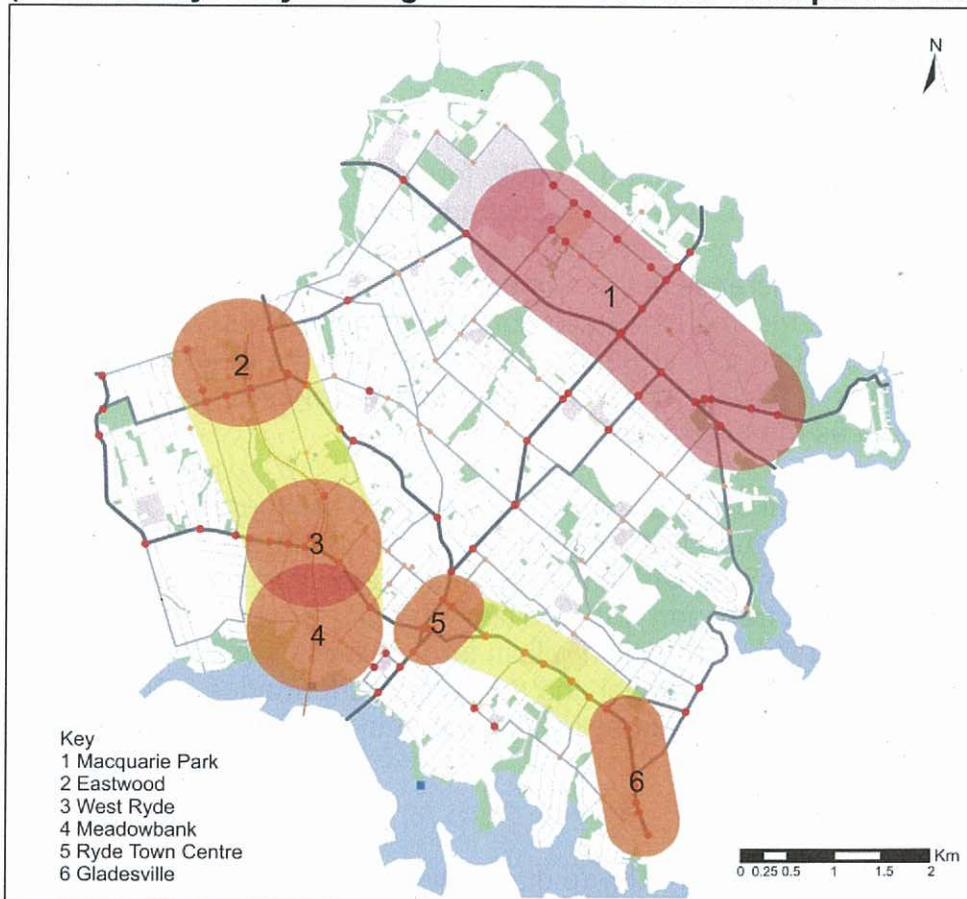 N
1
2
3
4
5
6
Key
1 Macquarie Park
2 Eastwood
3 West Ryde
4 Meadowbank
5 Ryde Town Centre
6 Gladesville
Km
0 0.25 0.5 1 1.5 2